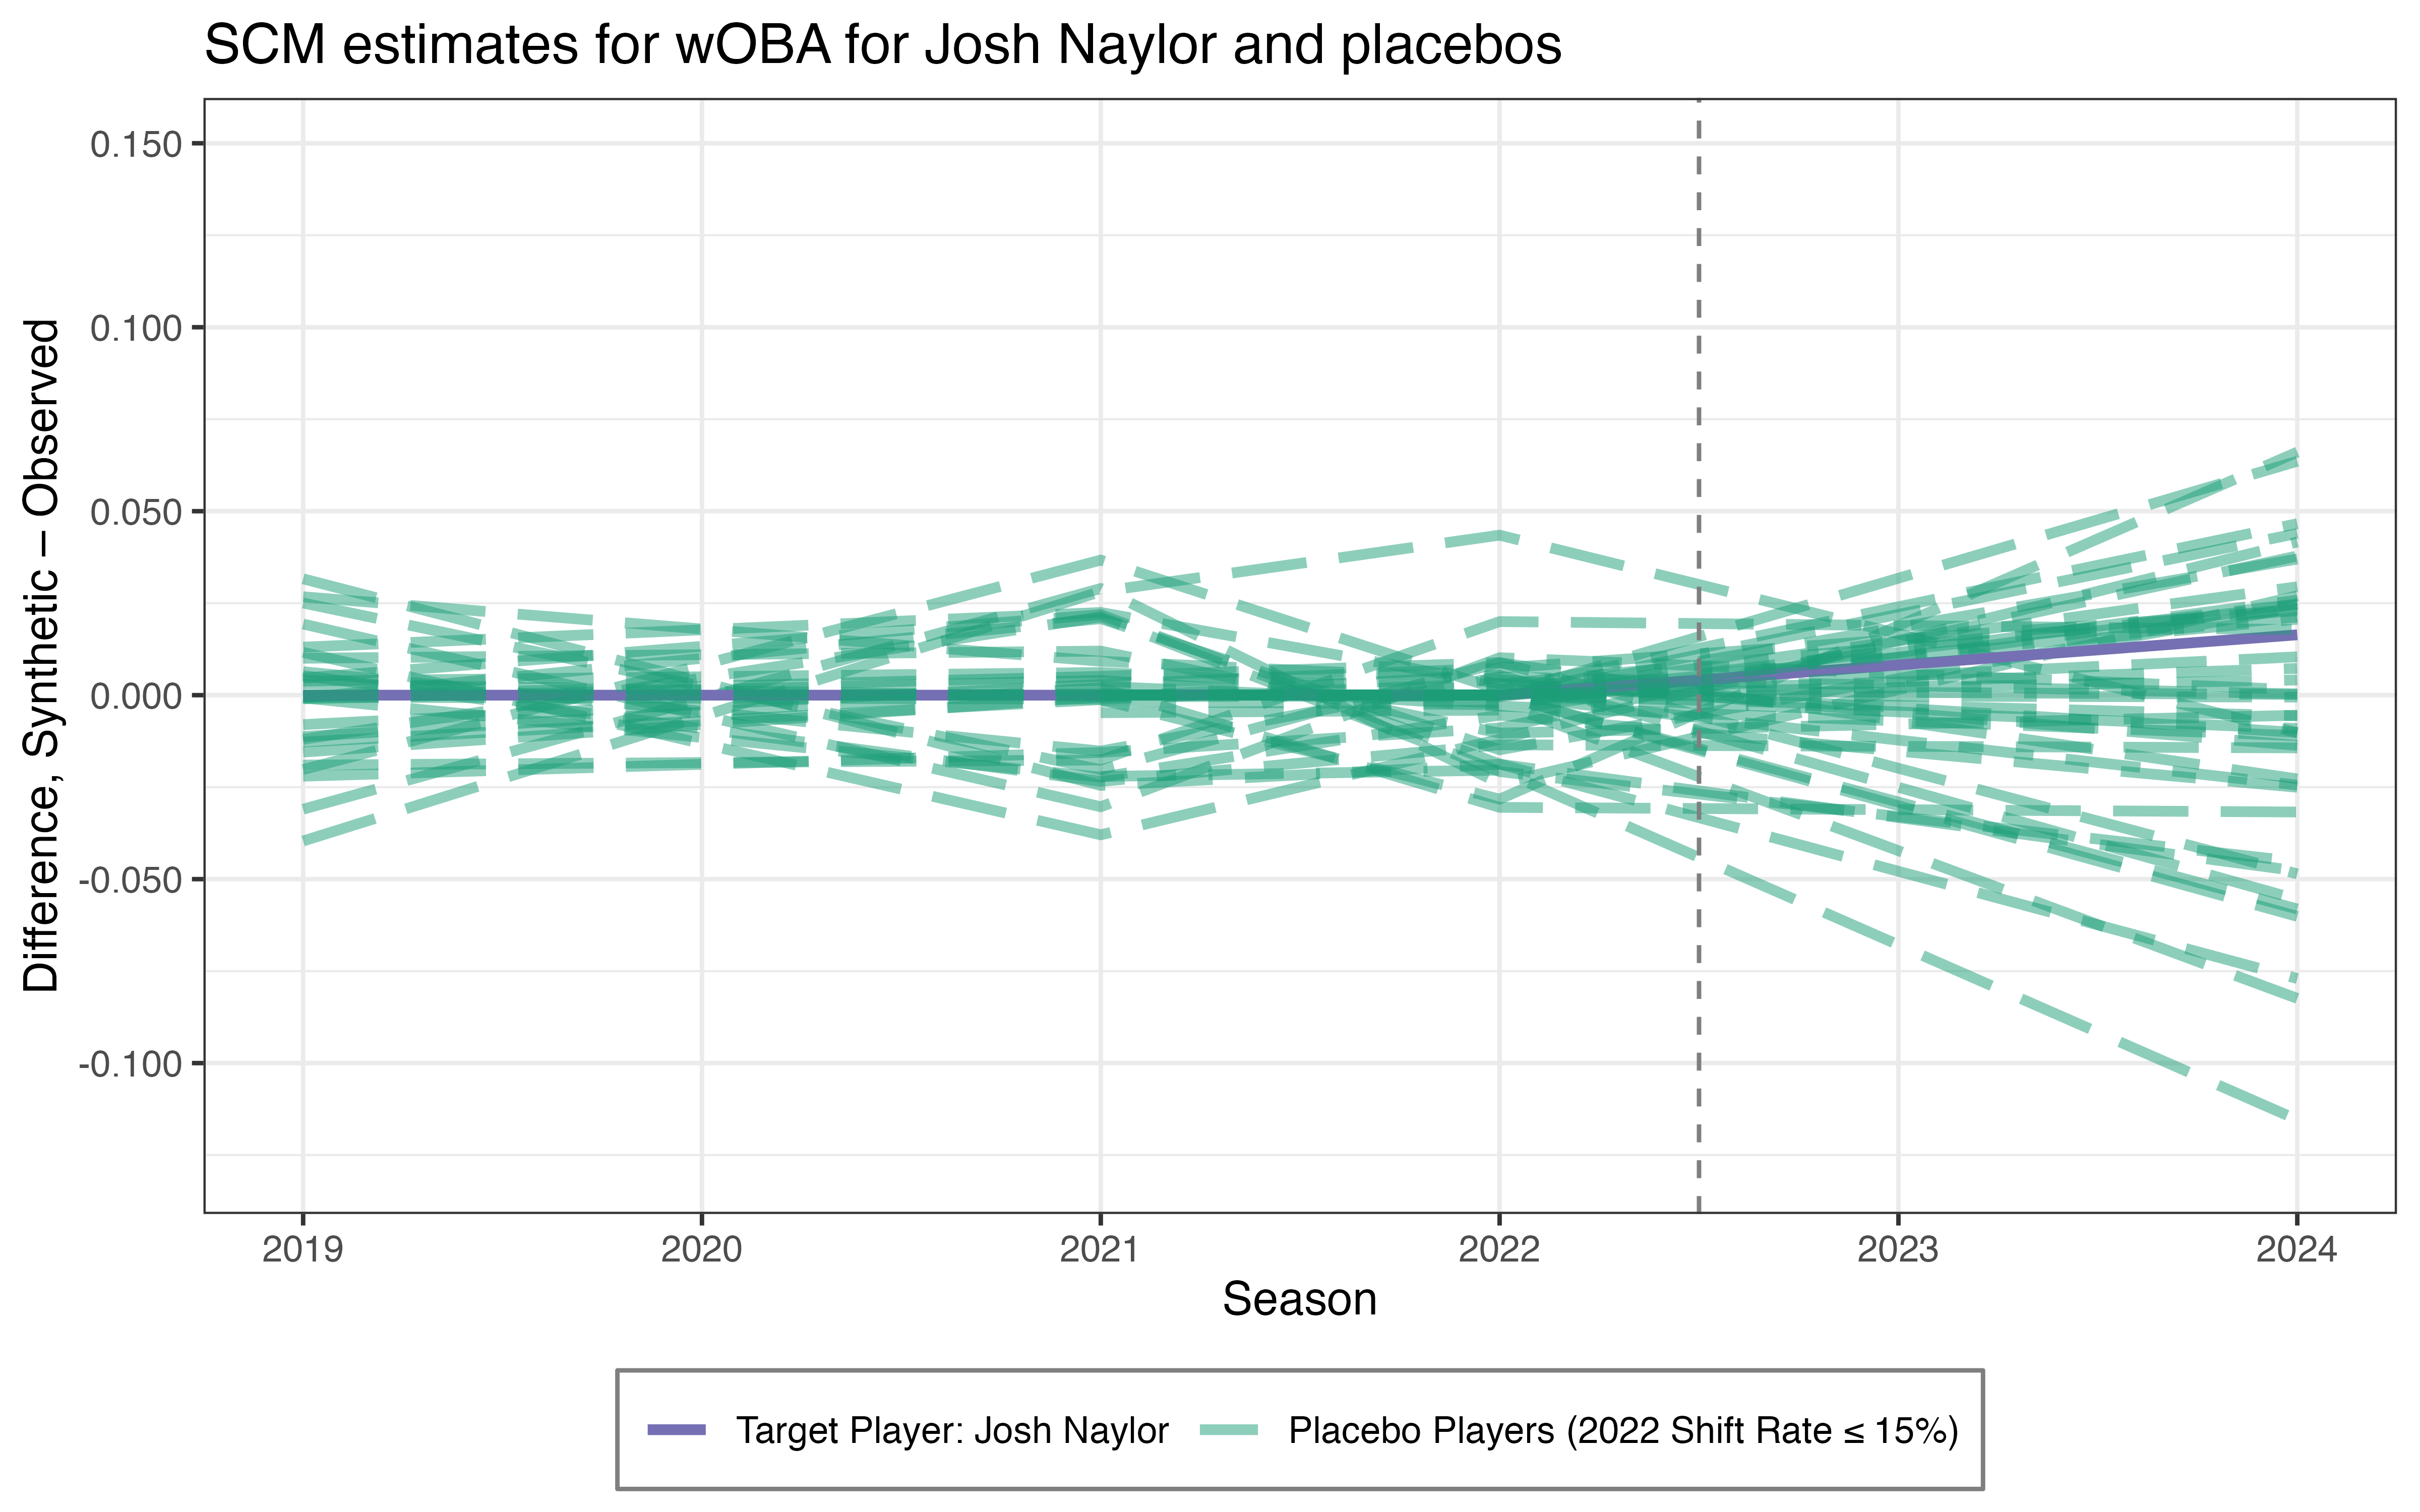 SCM estimates for wOBA for Josh Naylor and placebos
Difference, Synthetic − Observed
0.150
0.100
0.050
0.000
-0.050
-0.100
2019 2020 2021 2022 2023 2024
Season
Target Player: Josh Naylor Placebo Players (2022 Shift Rate ≤ 15%)